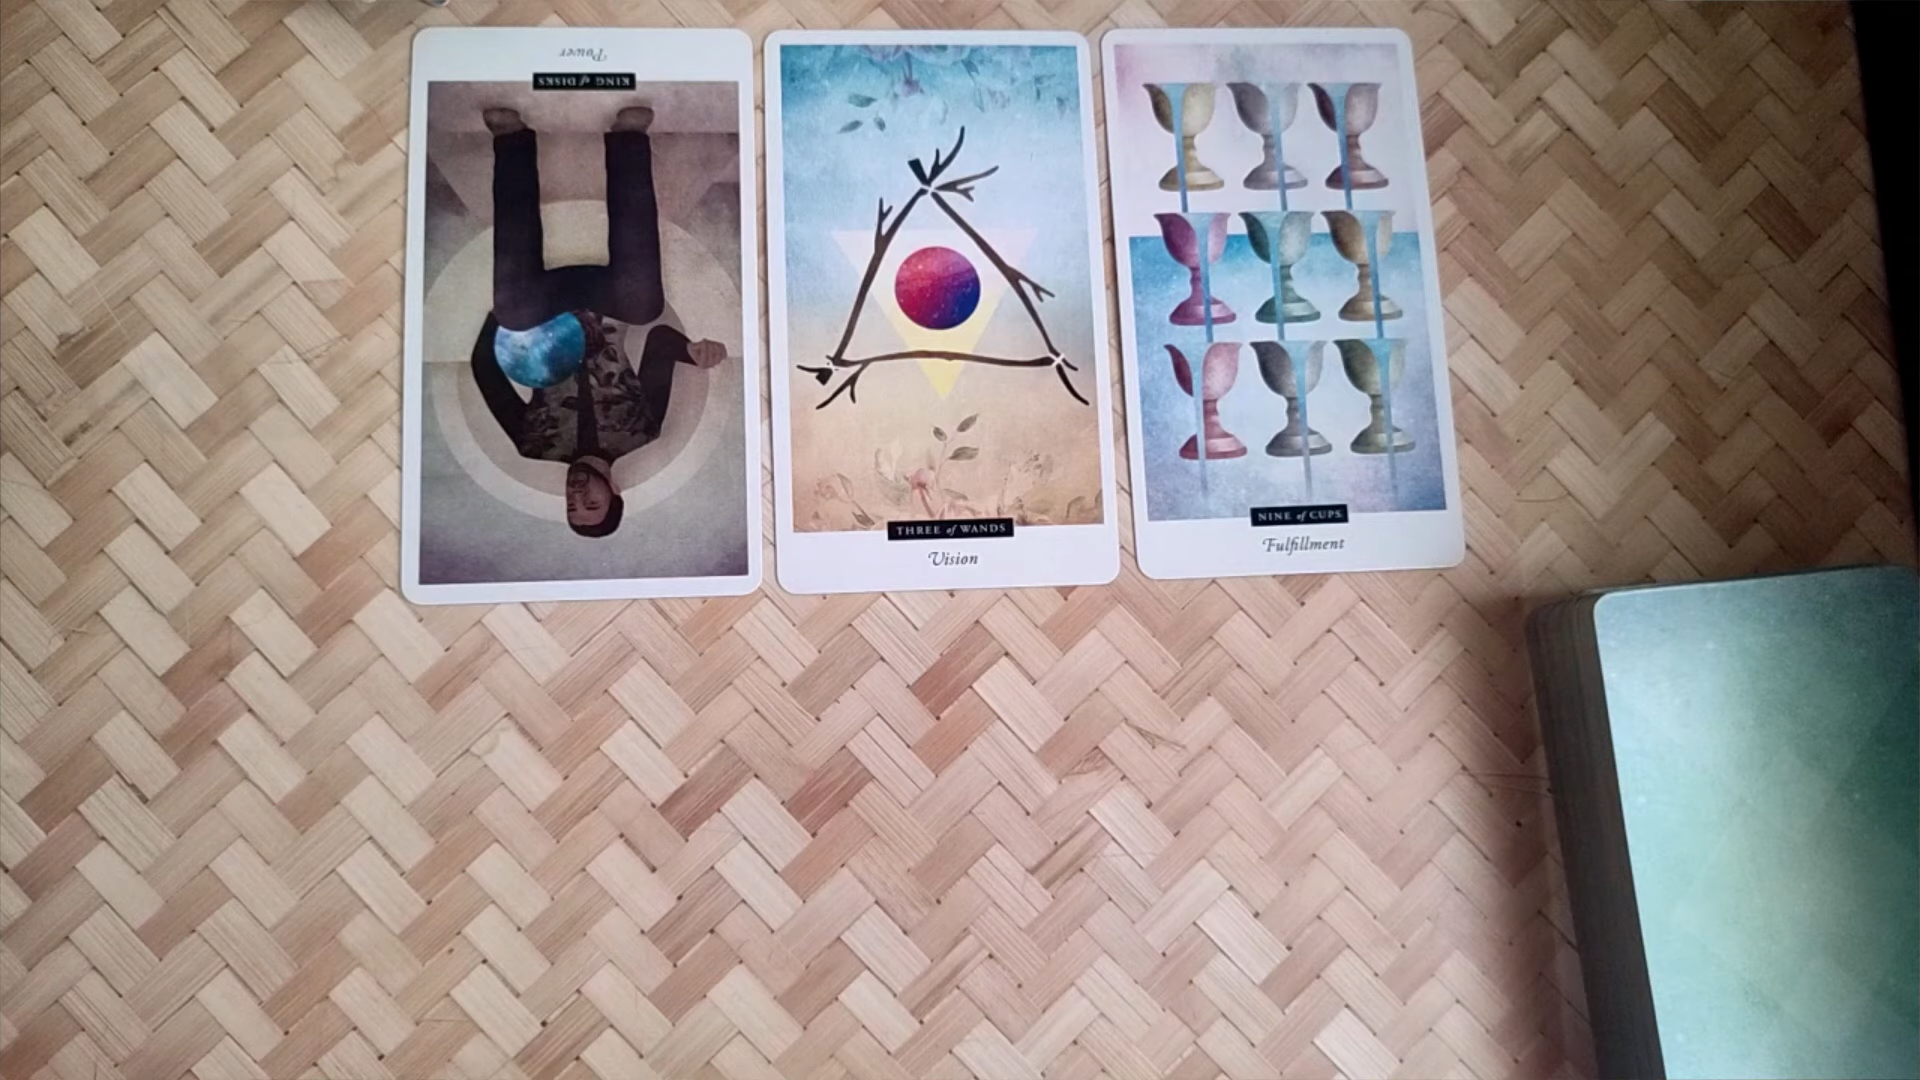 Power
KING of DISKS
THREE of WANDS
Vision
NINE of CUPS
Fulfillment